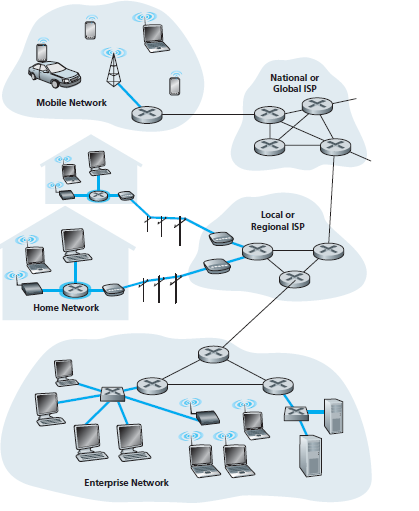 National or
Global ISP
Mobile Network
Local or
Regional ISP
Home Network
Enterprise Network